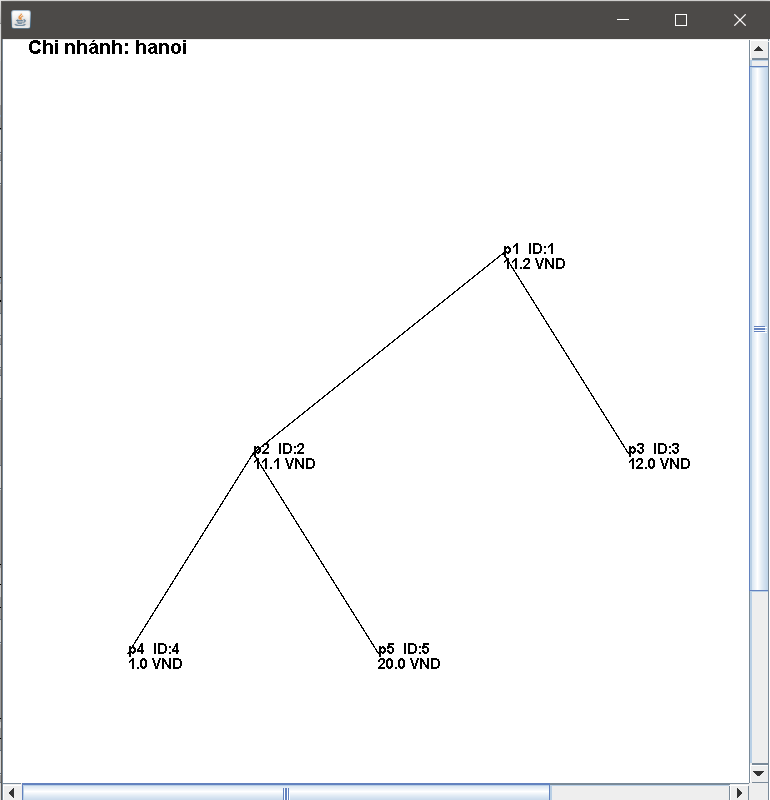 Chi nhánh: hanoi
p1 ID:1
11.2 VND
p2 ID:2
11.1 VND
p3 ID:3
12.0 VND
p4 ID:4
1.0 VND
p5 ID:5
20.0 VND